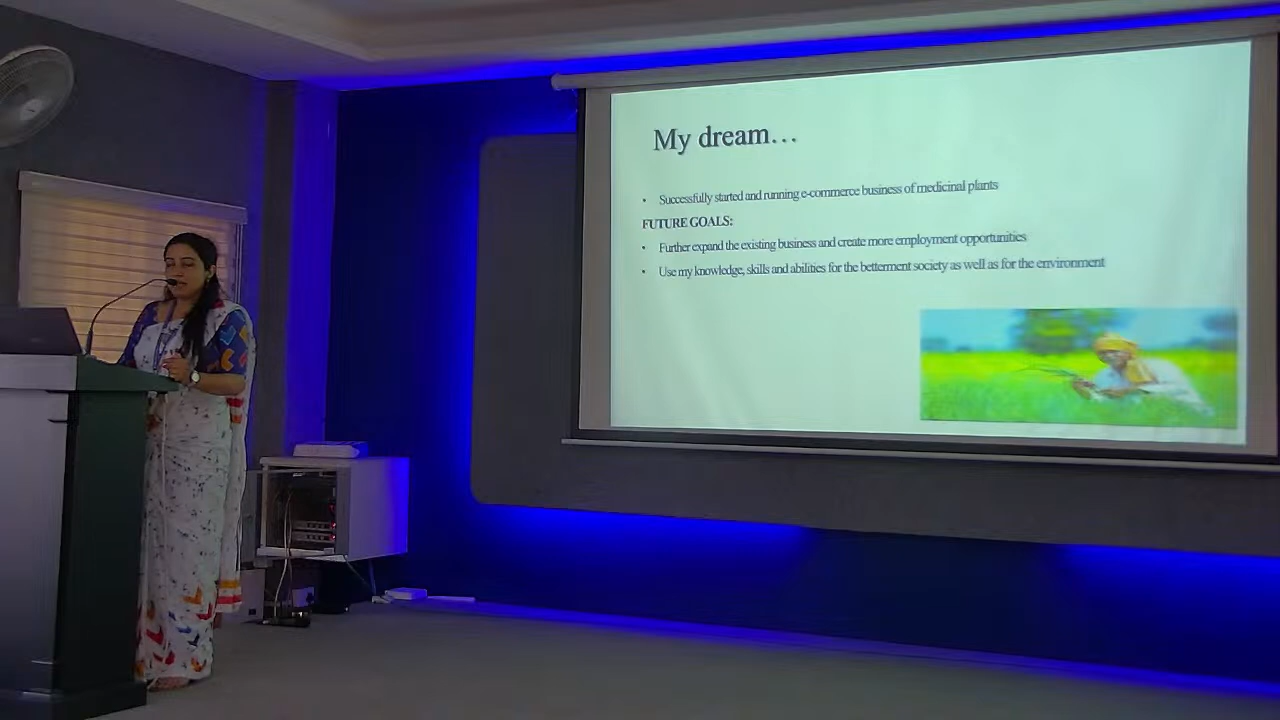 My dream...
• Successfully started and running e-commerce business of medicinal plants
FUTURE GOALS:
• Further expand the existing business and create more employment opportunities
• Use my knowledge, skills and abilities for the betterment society as well as for the environment